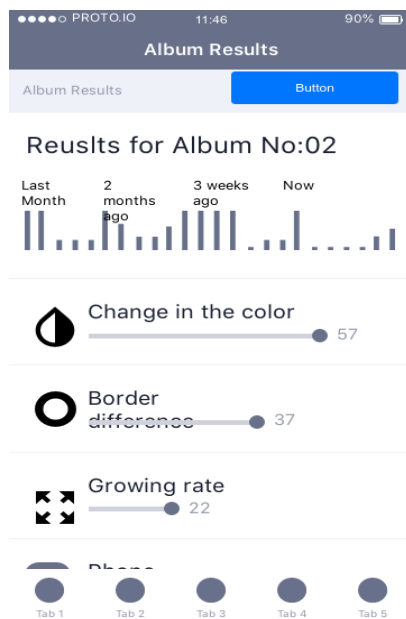 PROTO.IO 11:46 90%
Album Results
Album Results Button
Reuslts for Album No:02
Last Month 2 months ago 3 weeks ago Now
Change in the color
57
Border difference
37
Growing rate
22
Phone
Tab 1 Tab 2 Tab 3 Tab 4 Tab 5